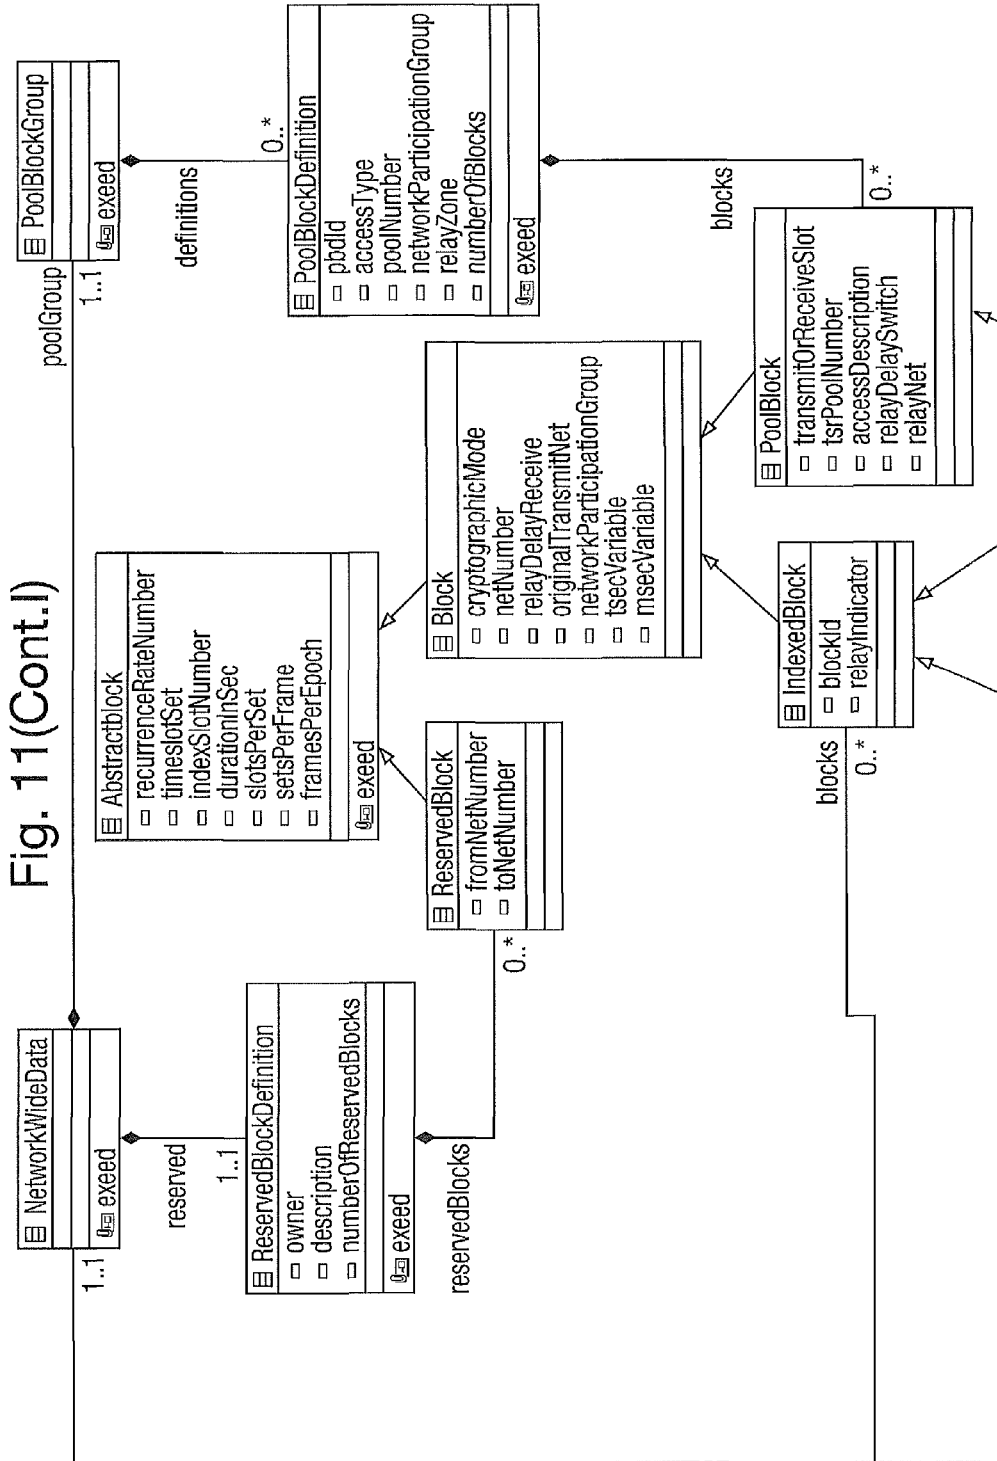 Fig. 11(Cont.I)
NetworkWideData
exeed
1..1
poolGroup
1..1
PoolBlockGroup
exeed
reserved
1..1
definitions
0..*
ReservedBlockDefinition
owner
description
numberOfReservedBlocks
exeed
reservedBlocks
0..*
Abstractblock
recurrenceRateNumber
timeslotSet
indexSlotNumber
durationInSec
slotsPerSet
setsPerFrame
framesPerEpoch
exeed
PoolBlockDefinition
pbdId
accessType
poolNumber
networkParticipationGroup
relayZone
numberOfBlocks
exeed
ReservedBlock
fromNetNumber
toNetNumber
Block
cryptographicMode
netNumber
relayDelayReceive
originalTransmitNet
networkParticipationGroup
tsecVariable
msecVariable
blocks
0..*
blocks
0..*
IndexedBlock
blockId
relayIndicator
PoolBlock
transmitOrReceiveSlot
tsrPoolNumber
accessDescription
relayDelaySwitch
relayNet